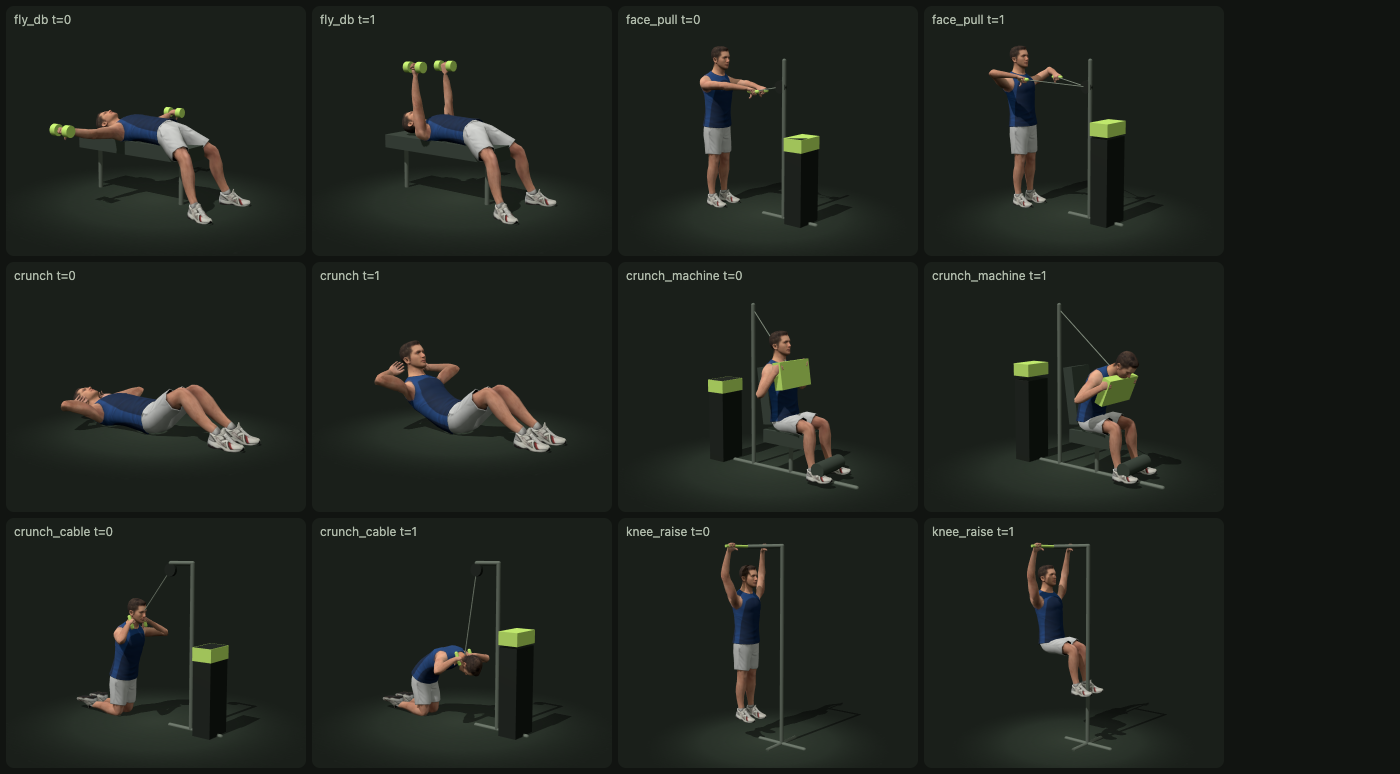 fly_db t=0
fly_db t=1
face_pull t=0
face_pull t=1
crunch t=0
crunch t=1
crunch_machine t=0
crunch_machine t=1
crunch_cable t=0
crunch_cable t=1
knee_raise t=0
knee_raise t=1